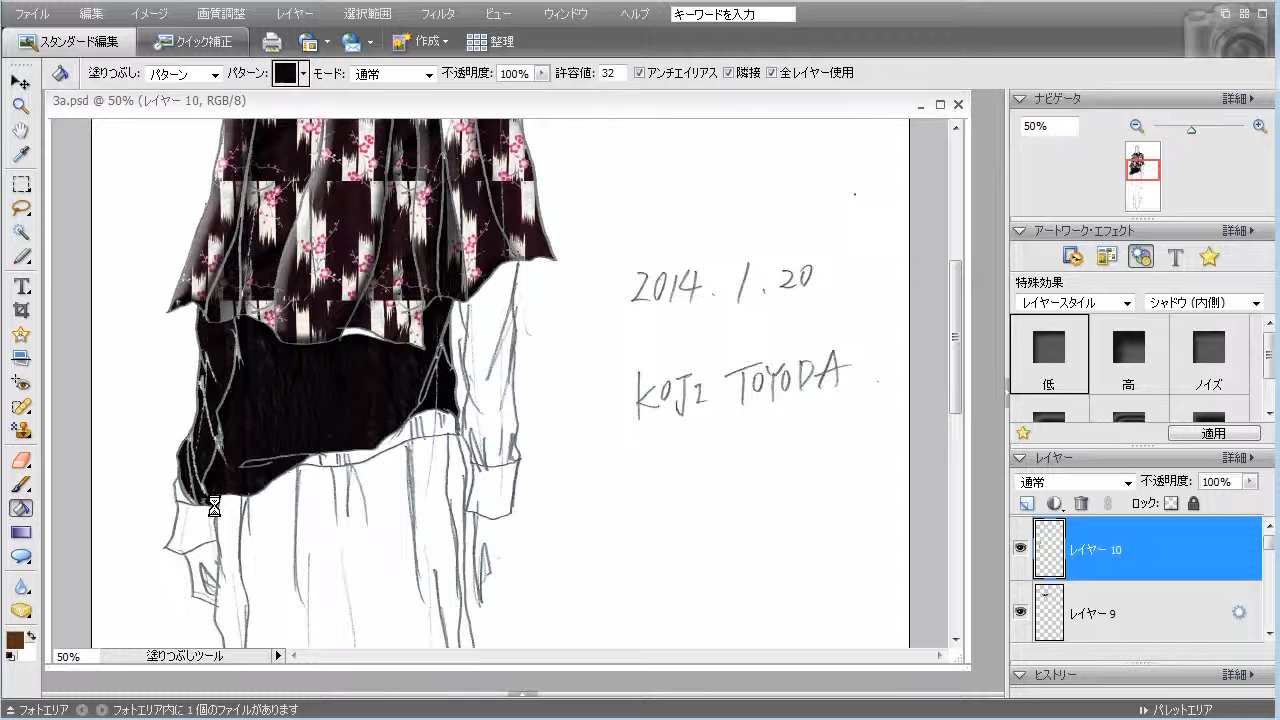 ファイル 編集 イメージ 画質調整 レイヤー 選択範囲 フィルタ ビュー ウィンドウ ヘルプ キーワードを入力
スタンダード編集 クイック補正 作成 整理
塗りつぶし: パターン パターン: モード: 通常 不透明度: 100% 許容値: 32 アンチエイリアス 隣接 全レイヤー使用
3a.psd @ 50% (レイヤー 10, RGB/8)
2014.1.20
KOJI TOYODA
50% 塗りつぶしツール
ナビゲータ 詳細
50%
アートワーク・エフェクト 詳細
特殊効果
レイヤースタイル シャドウ (内側)
低 高 ノイズ
適用
レイヤー 詳細
通常 不透明度: 100%
ロック:
レイヤー 10
レイヤー 9
ヒストリー 詳細
フォトエリア フォトエリア内に 1 個のファイルがあります パレットエリア